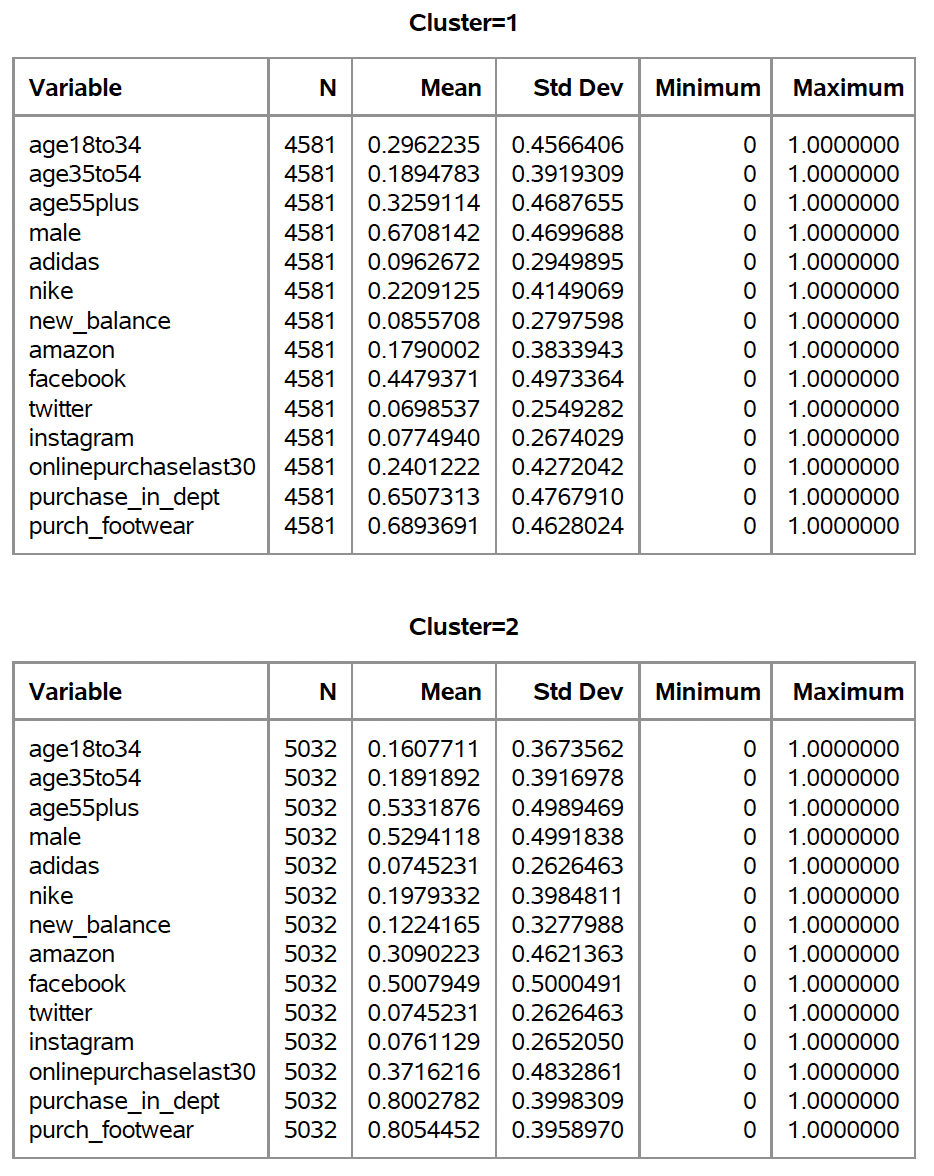 Cluster=1
Variable N Mean Std Dev Minimum Maximum
age18to34 4581 0.2962235 0.4566406 0 1.0000000
age35to54 4581 0.1894783 0.3919309 0 1.0000000
age55plus 4581 0.3259114 0.4687655 0 1.0000000
male 4581 0.6708142 0.4699688 0 1.0000000
adidas 4581 0.0962672 0.2949895 0 1.0000000
nike 4581 0.2209125 0.4149069 0 1.0000000
new_balance 4581 0.0855708 0.2797598 0 1.0000000
amazon 4581 0.1790002 0.3833943 0 1.0000000
facebook 4581 0.4479371 0.4973364 0 1.0000000
twitter 4581 0.0698537 0.2549282 0 1.0000000
instagram 4581 0.0774940 0.2674029 0 1.0000000
onlinepurchaselast30 4581 0.2401222 0.4272042 0 1.0000000
purchase_in_dept 4581 0.6507313 0.4767910 0 1.0000000
purch_footwear 4581 0.6893691 0.4628024 0 1.0000000
Cluster=2
Variable N Mean Std Dev Minimum Maximum
age18to34 5032 0.1607711 0.3673562 0 1.0000000
age35to54 5032 0.1891892 0.3916978 0 1.0000000
age55plus 5032 0.5331876 0.4989469 0 1.0000000
male 5032 0.5294118 0.4991838 0 1.0000000
adidas 5032 0.0745231 0.2626463 0 1.0000000
nike 5032 0.1979332 0.3984811 0 1.0000000
new_balance 5032 0.1224165 0.3277988 0 1.0000000
amazon 5032 0.3090223 0.4621363 0 1.0000000
facebook 5032 0.5007949 0.5000491 0 1.0000000
twitter 5032 0.0745231 0.2626463 0 1.0000000
instagram 5032 0.0761129 0.2652050 0 1.0000000
onlinepurchaselast30 5032 0.3716216 0.4832861 0 1.0000000
purchase_in_dept 5032 0.8002782 0.3998309 0 1.0000000
purch_footwear 5032 0.8054452 0.3958970 0 1.0000000